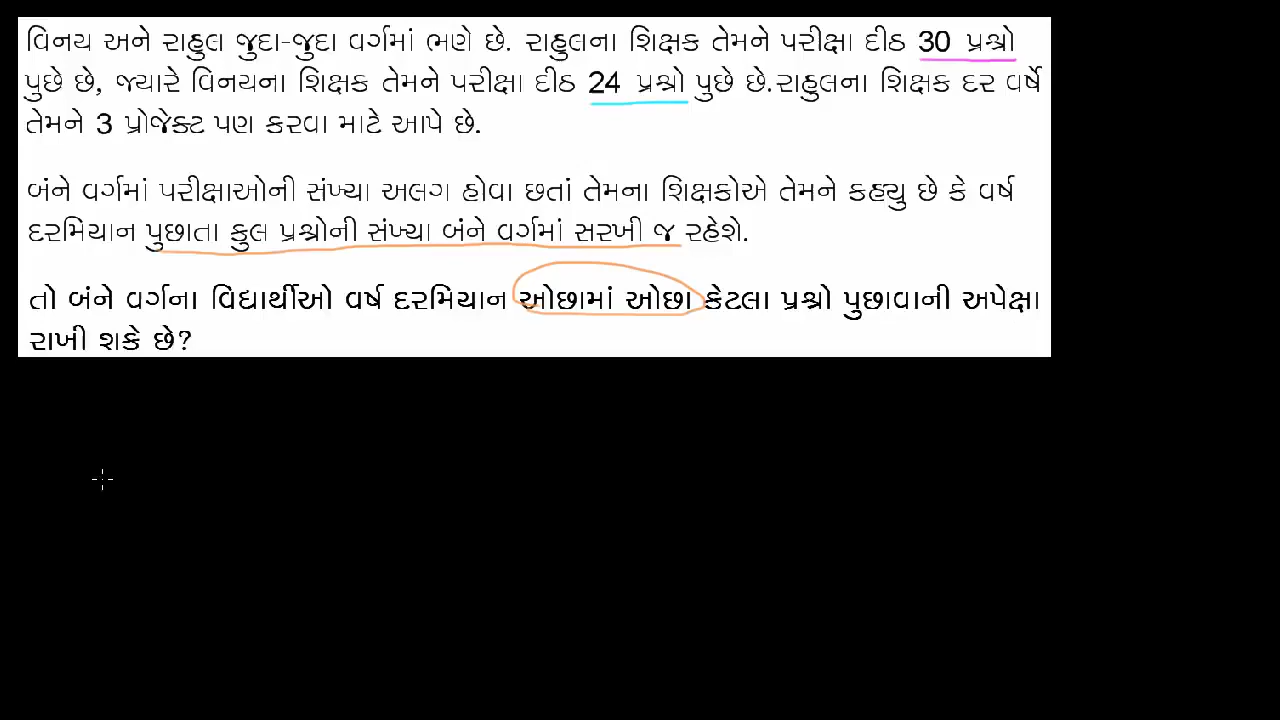 વિનય અને રાહુલ જુદા-જુદા વર્ગમાં ભણે છે. રાહુલના શિક્ષક તેમને પરીક્ષા દીઠ 30 પ્રશ્નો
પુછે છે, જ્યારે વિનયના શિક્ષક તેમને પરીક્ષા દીઠ 24 પ્રશ્નો પુછે છે.રાહુલના શિક્ષક દર વર્ષે
તેમને 3 પ્રોજેક્ટ પણ કરવા માટે આપે છે.
બંને વર્ગમાં પરીક્ષાઓની સંખ્યા અલગ હોવા છતાં તેમના શિક્ષકોએ તેમને કહ્યુ છે કે વર્ષ
દરમિયાન પુછાતા કુલ પ્રશ્નોની સંખ્યા બંને વર્ગમાં સરખી જ રહેશે.
તો બંને વર્ગના વિદ્યાર્થીઓ વર્ષ દરમિયાન ઓછામાં ઓછા કેટલા પ્રશ્નો પુછાવાની અપેક્ષા
રાખી શકે છે?